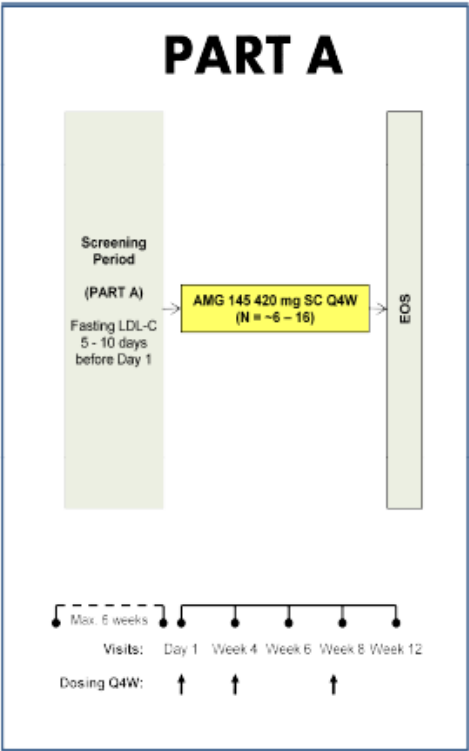 PART A
Screening
Period
(PART A)
Fasting LDL-C
5 - 10 days
before Day 1
AMG 145 420 mg SC Q4W
(N = ~6 – 16)
EOS
Max. 6 weeks
Visits: Day 1 Week 4 Week 6 Week 8 Week 12
Dosing Q4W: